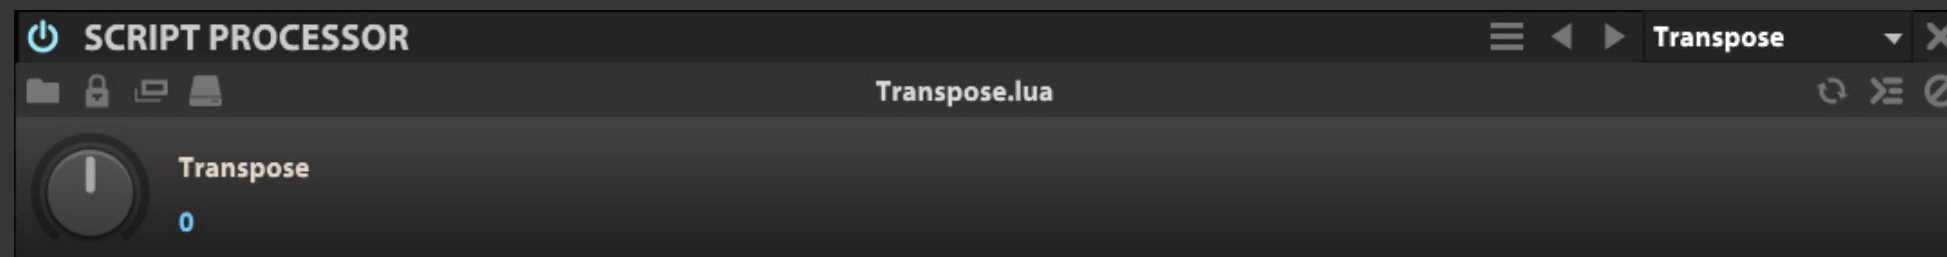 SCRIPT PROCESSOR
Transpose
Transpose.lua
Transpose
0